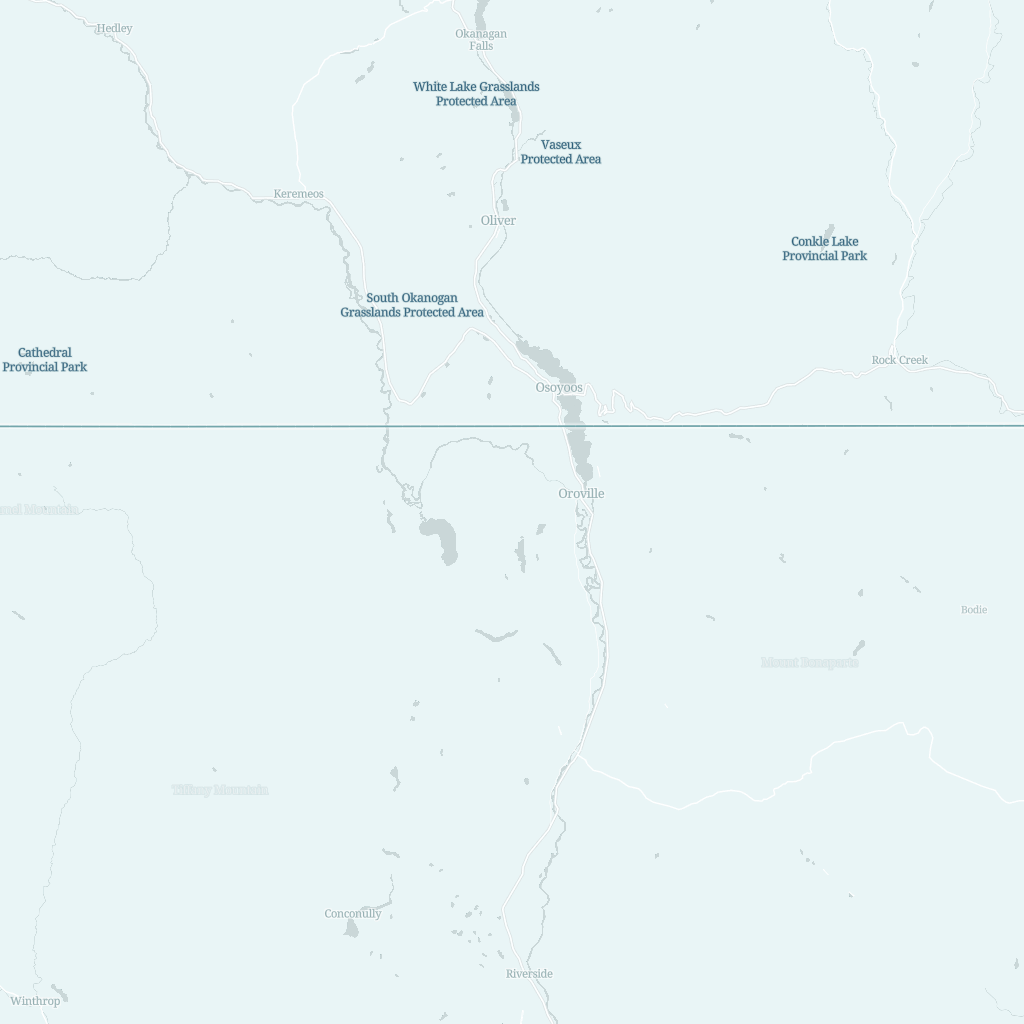 Hedley
Okanagan
Falls
White Lake Grasslands
Protected Area
Vaseux
Protected Area
Keremeos
Oliver
Conkle Lake
Provincial Park
South Okanogan
Grasslands Protected Area
Cathedral
Provincial Park
Rock Creek
Osoyoos
Oroville
Mountain
Bodie
Mount Bonaparte
Tiffany Mountain
Conconully
Riverside
Winthrop